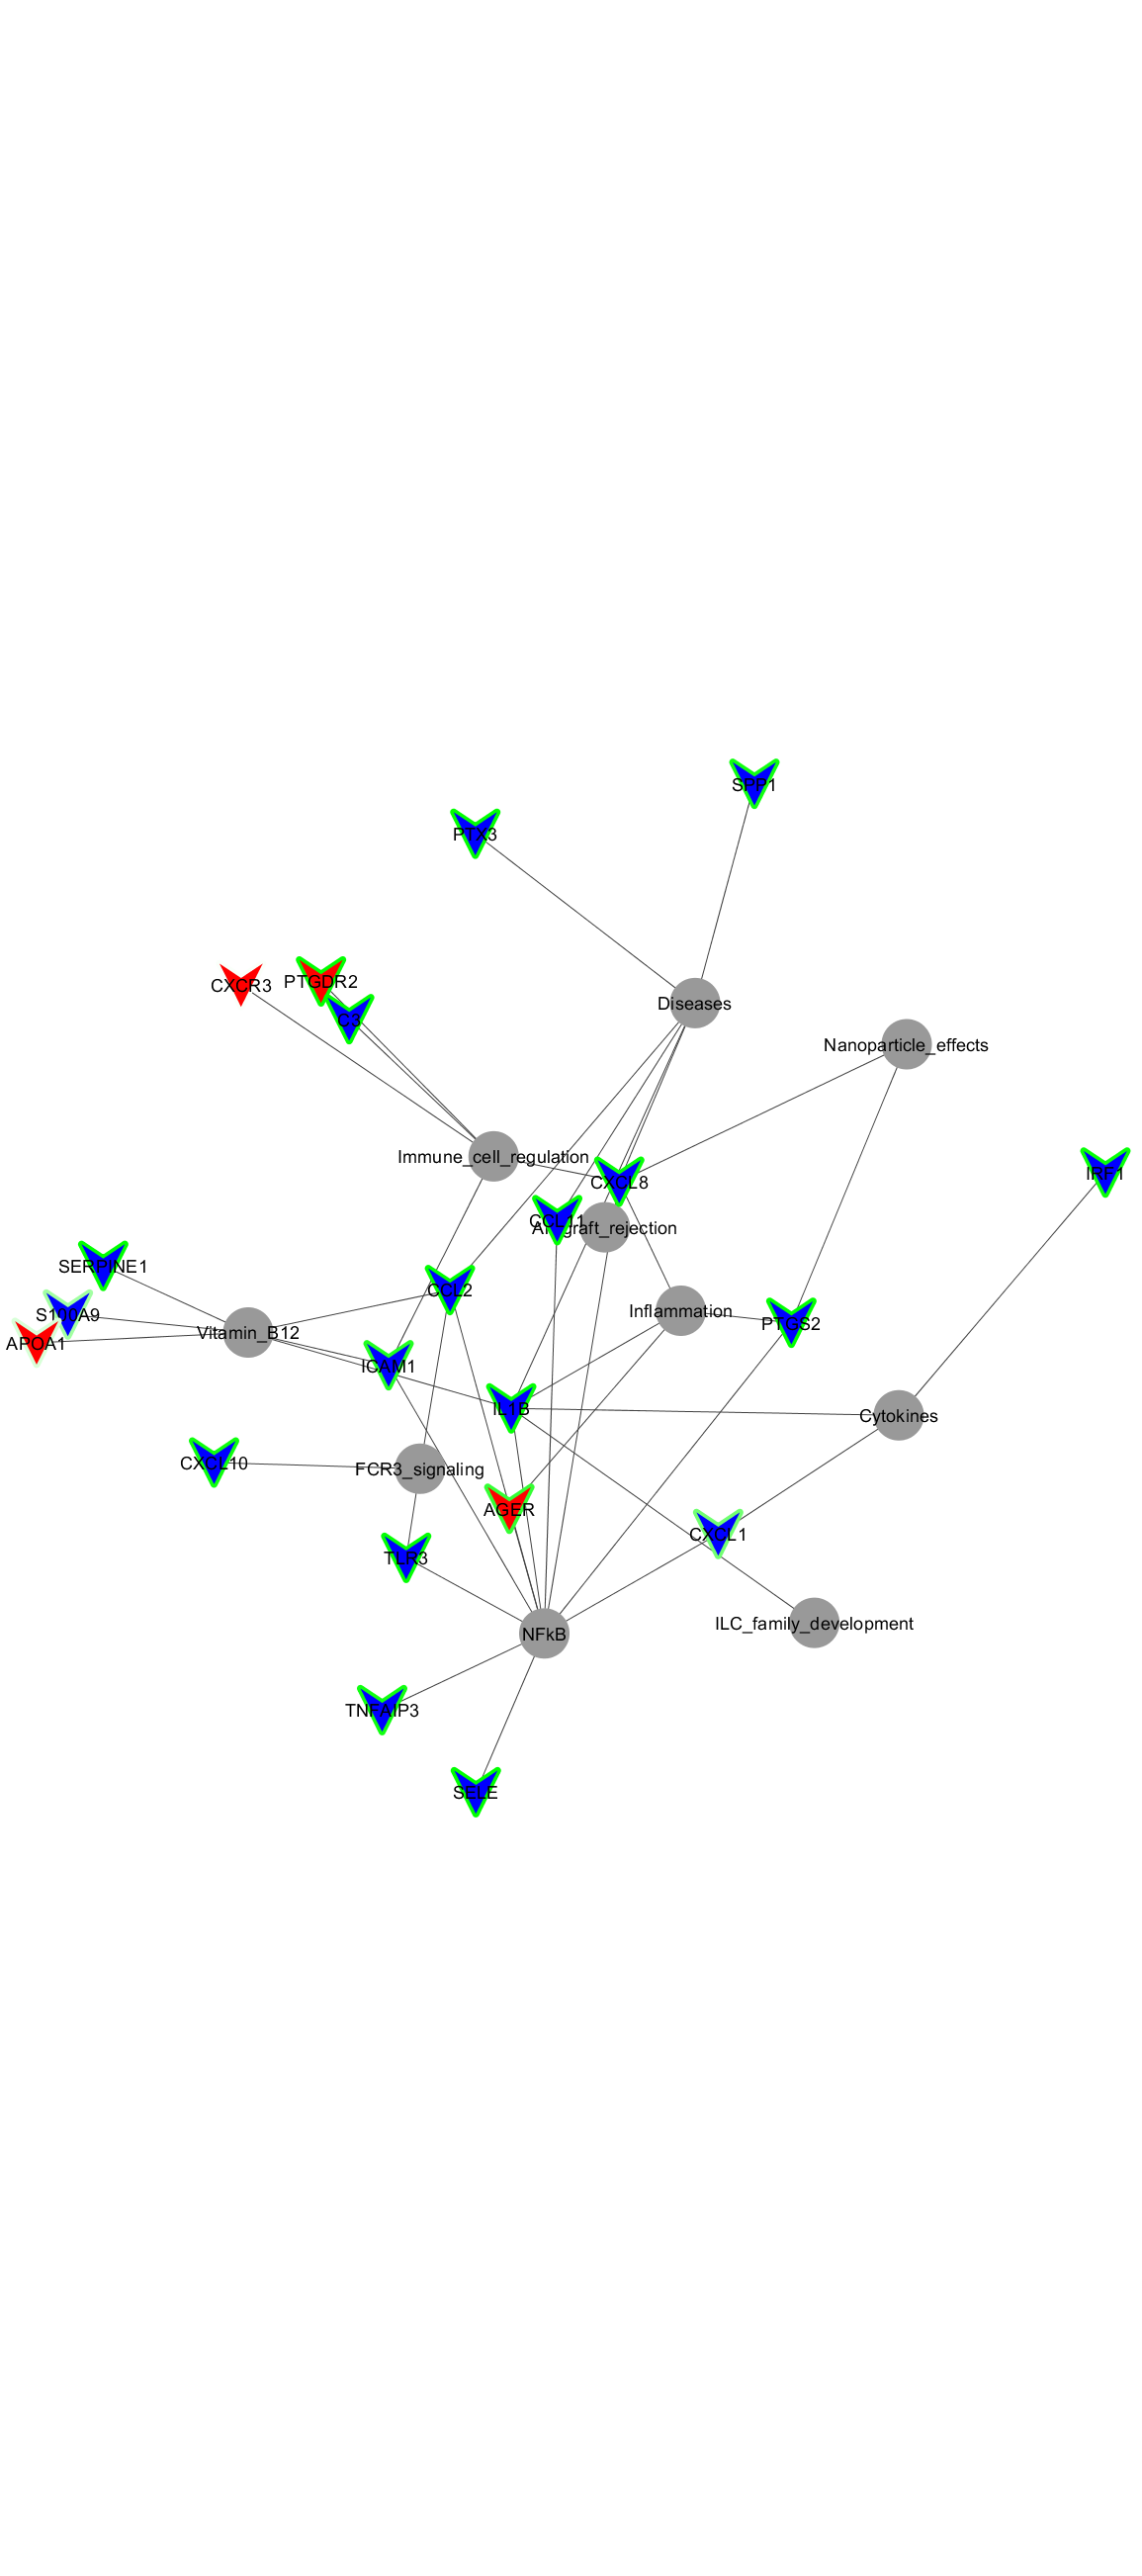 SPP1
PTX3
PTGDR2
CXCR3
Diseases
C3
Nanoparticle_effects
Immune_cell_regulation
IRF1
CXCL8
CCL11
Allograft_rejection
SERPINE1
CCL2
Inflammation
S100A9
PTGS2
Vitamin_B12
APOA1
ICAM1
IL1B
Cytokines
CXCL10
FCR3_signaling
AGER
CXCL1
TLR3
ILC_family_development
NFkB
TNFAIP3
SELE